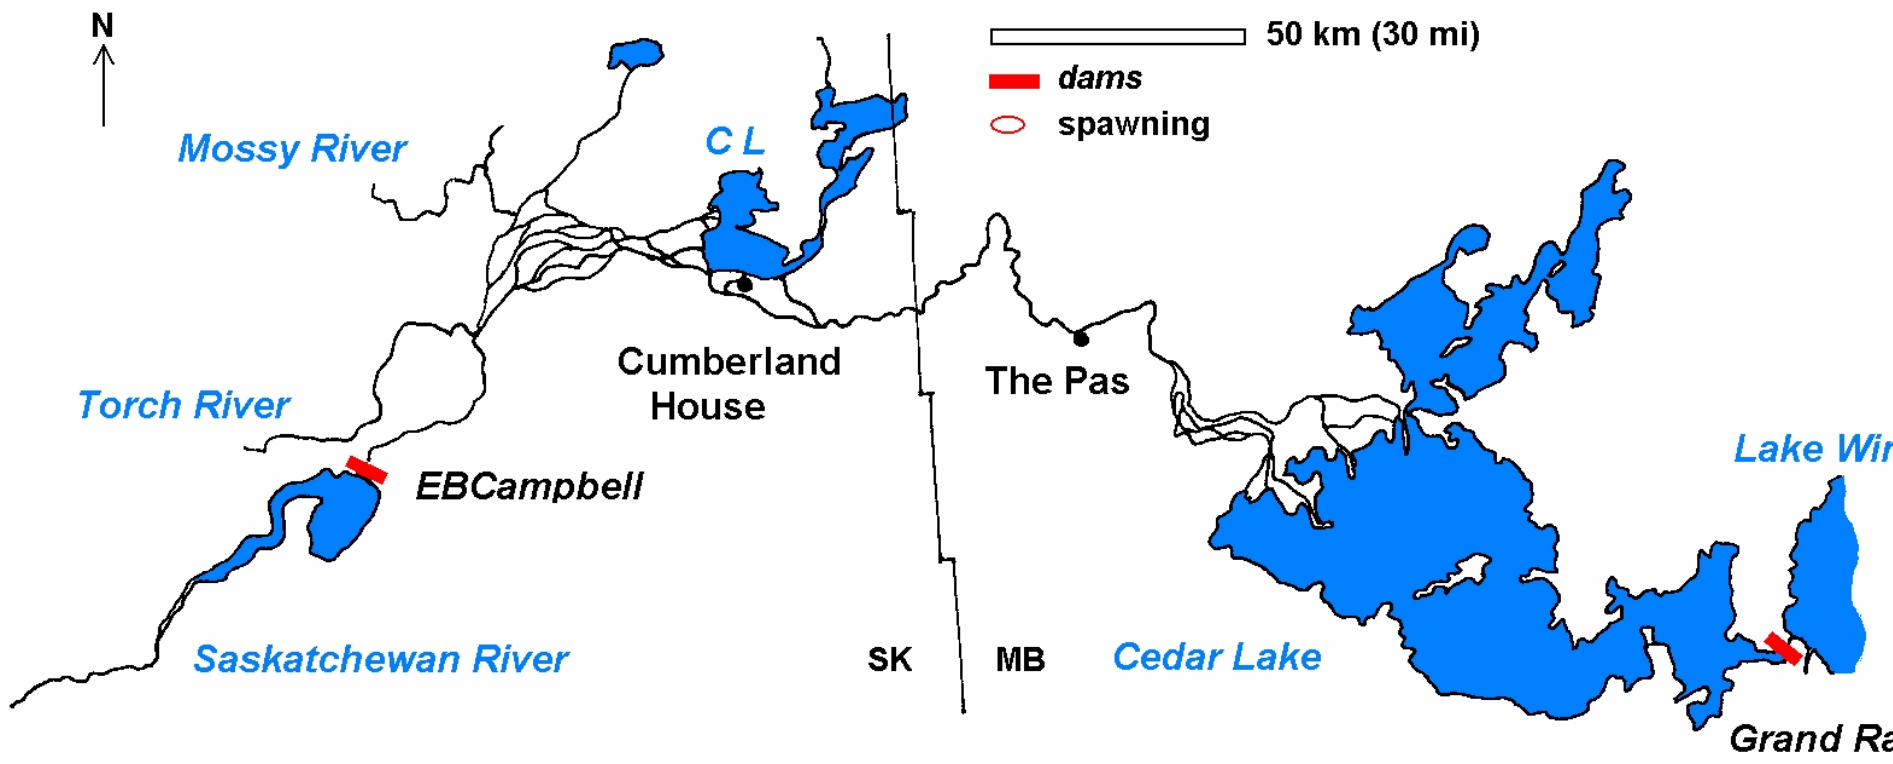 N
50 km (30 mi)
dams
spawning
Mossy River
C L
Cumberland
House
The Pas
Torch River
Lake Wir
EBCampbell
Saskatchewan River
SK
MB
Cedar Lake
Grand Ra